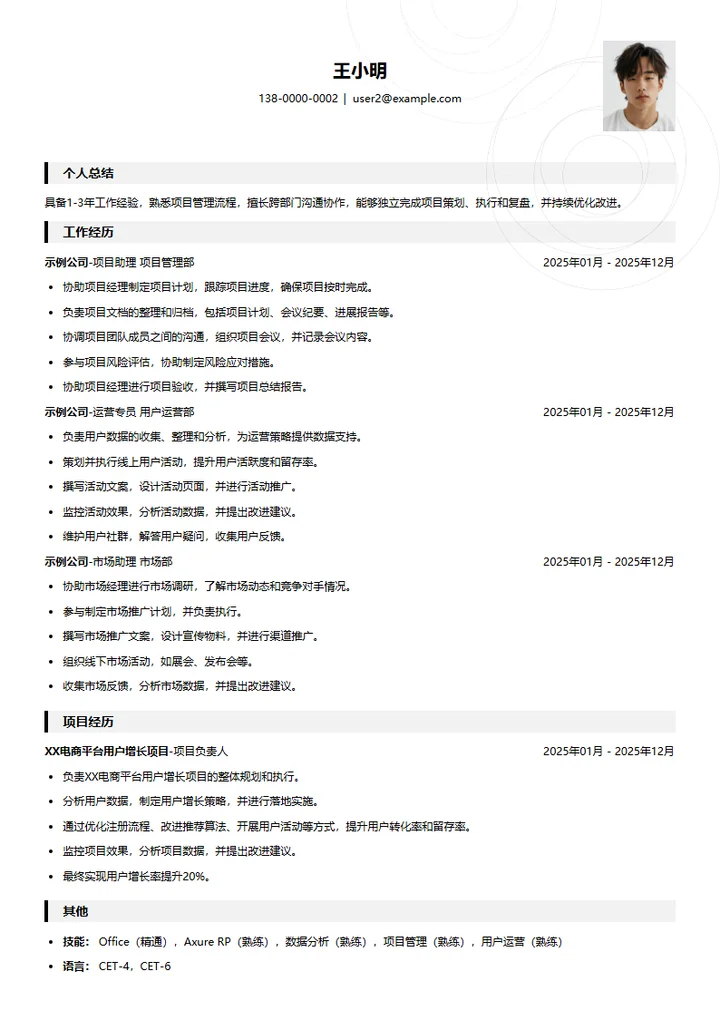 王小明
138-0000-0002 | user2@example.com
个人总结
具备1-3年工作经验，熟悉项目管理流程，擅长跨部门沟通协作，能够独立完成项目策划、执行和复盘，并持续优化改进。
工作经历
示例公司-项目助理 项目管理部 2025年01月 - 2025年12月
• 协助项目经理制定项目计划，跟踪项目进度，确保项目按时完成。
• 负责项目文档的整理和归档，包括项目计划、会议纪要、进展报告等。
• 协调项目团队成员之间的沟通，组织项目会议，并记录会议内容。
• 参与项目风险评估，协助制定风险应对措施。
• 协助项目经理进行项目验收，并撰写项目总结报告。
示例公司-运营专员 用户运营部 2025年01月 - 2025年12月
• 负责用户数据的收集、整理和分析，为运营策略提供数据支持。
• 策划并执行线上用户活动，提升用户活跃度和留存率。
• 撰写活动文案，设计活动页面，并进行活动推广。
• 监控活动效果，分析活动数据，并提出改进建议。
• 维护用户社群，解答用户疑问，收集用户反馈。
示例公司-市场助理 市场部 2025年01月 - 2025年12月
• 协助市场经理进行市场调研，了解市场动态和竞争对手情况。
• 参与制定市场推广计划，并负责执行。
• 撰写市场推广文案，设计宣传物料，并进行渠道推广。
• 组织线下市场活动，如展会、发布会等。
• 收集市场反馈，分析市场数据，并提出改进建议。
项目经历
XX电商平台用户增长项目-项目负责人 2025年01月 - 2025年12月
• 负责XX电商平台用户增长项目的整体规划和执行。
• 分析用户数据，制定用户增长策略，并进行落地实施。
• 通过优化注册流程、改进推荐算法、开展用户活动等方式，提升用户转化率和留存率。
• 监控项目效果，分析项目数据，并提出改进建议。
• 最终实现用户增长率提升20%。
其他
• 技能： Office（精通）, Axure RP（熟练）, 数据分析（熟练）, 项目管理（熟练）, 用户运营（熟练）
• 语言： CET-4，CET-6